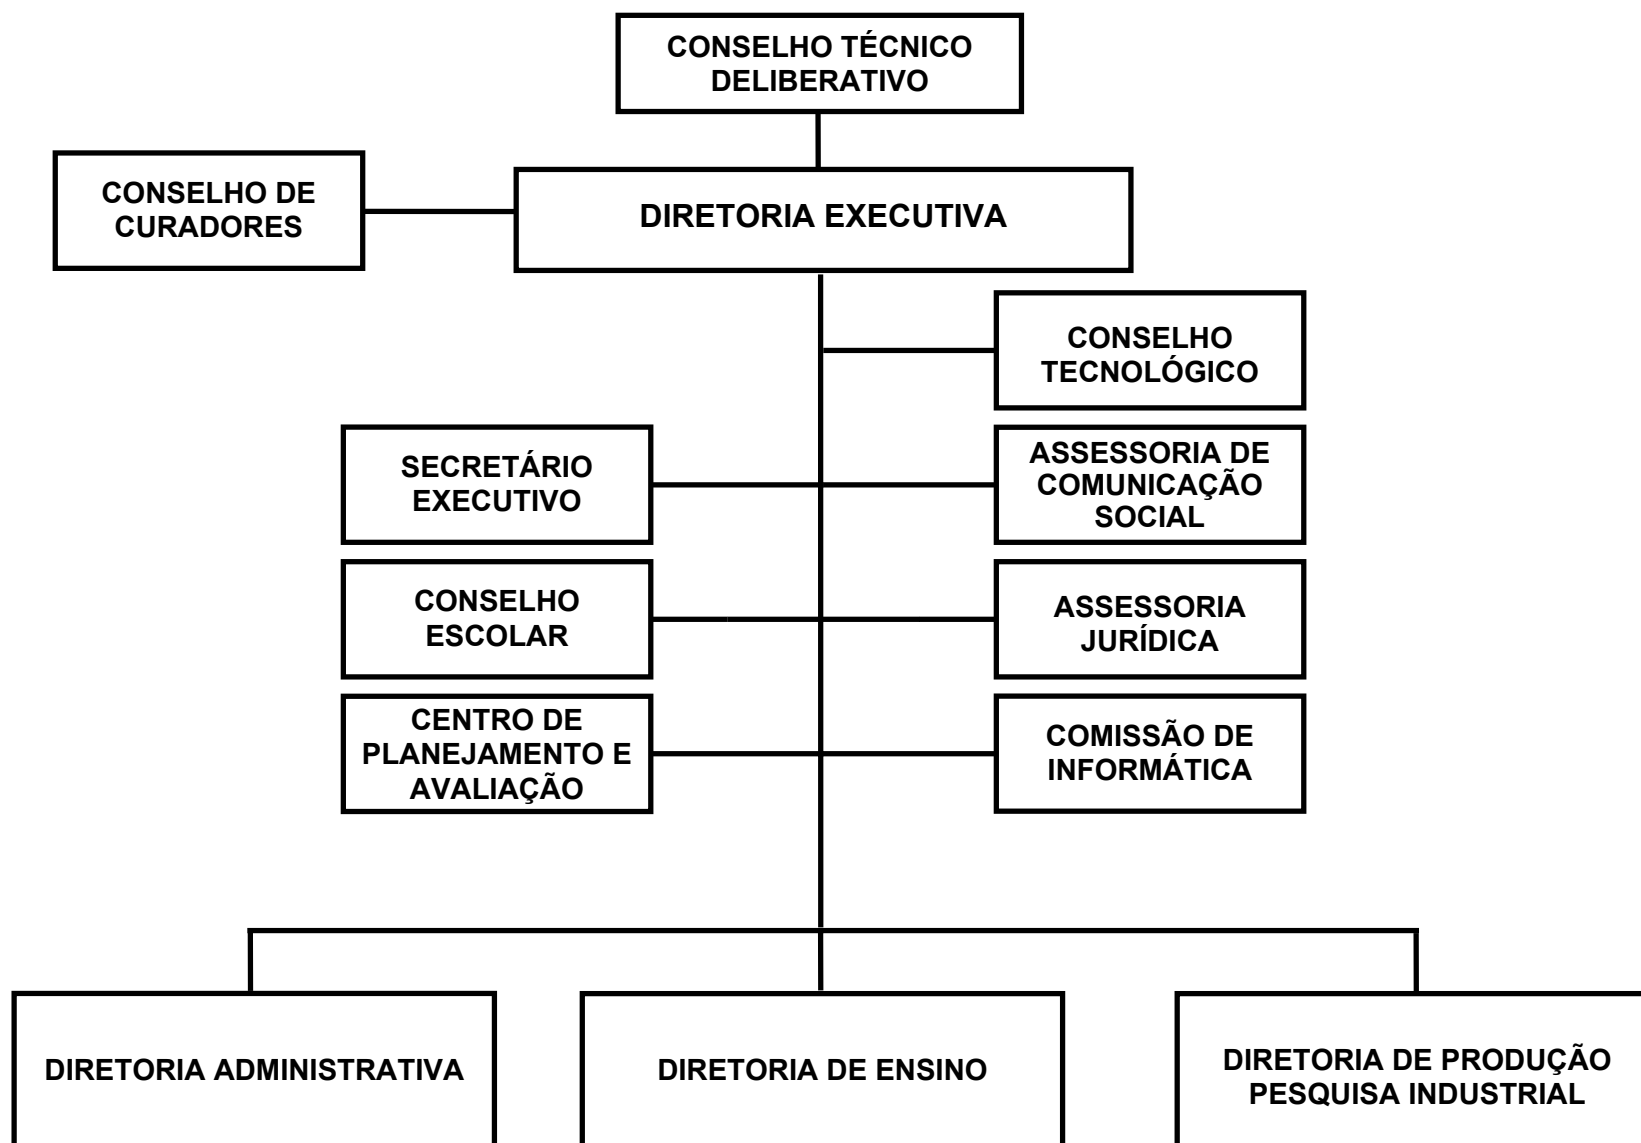 CONSELHO TÉCNICO
DELIBERATIVO
CONSELHO DE
CURADORES
DIRETORIA EXECUTIVA
CONSELHO
TECNOLÓGICO
SECRETÁRIO
EXECUTIVO
ASSESSORIA DE
COMUNICAÇÃO
SOCIAL
CONSELHO
ESCOLAR
ASSESSORIA
JURÍDICA
CENTRO DE
PLANEJAMENTO E
AVALIAÇÃO
COMISSÃO DE
INFORMÁTICA
DIRETORIA ADMINISTRATIVA
DIRETORIA DE ENSINO
DIRETORIA DE PRODUÇÃO
PESQUISA INDUSTRIAL